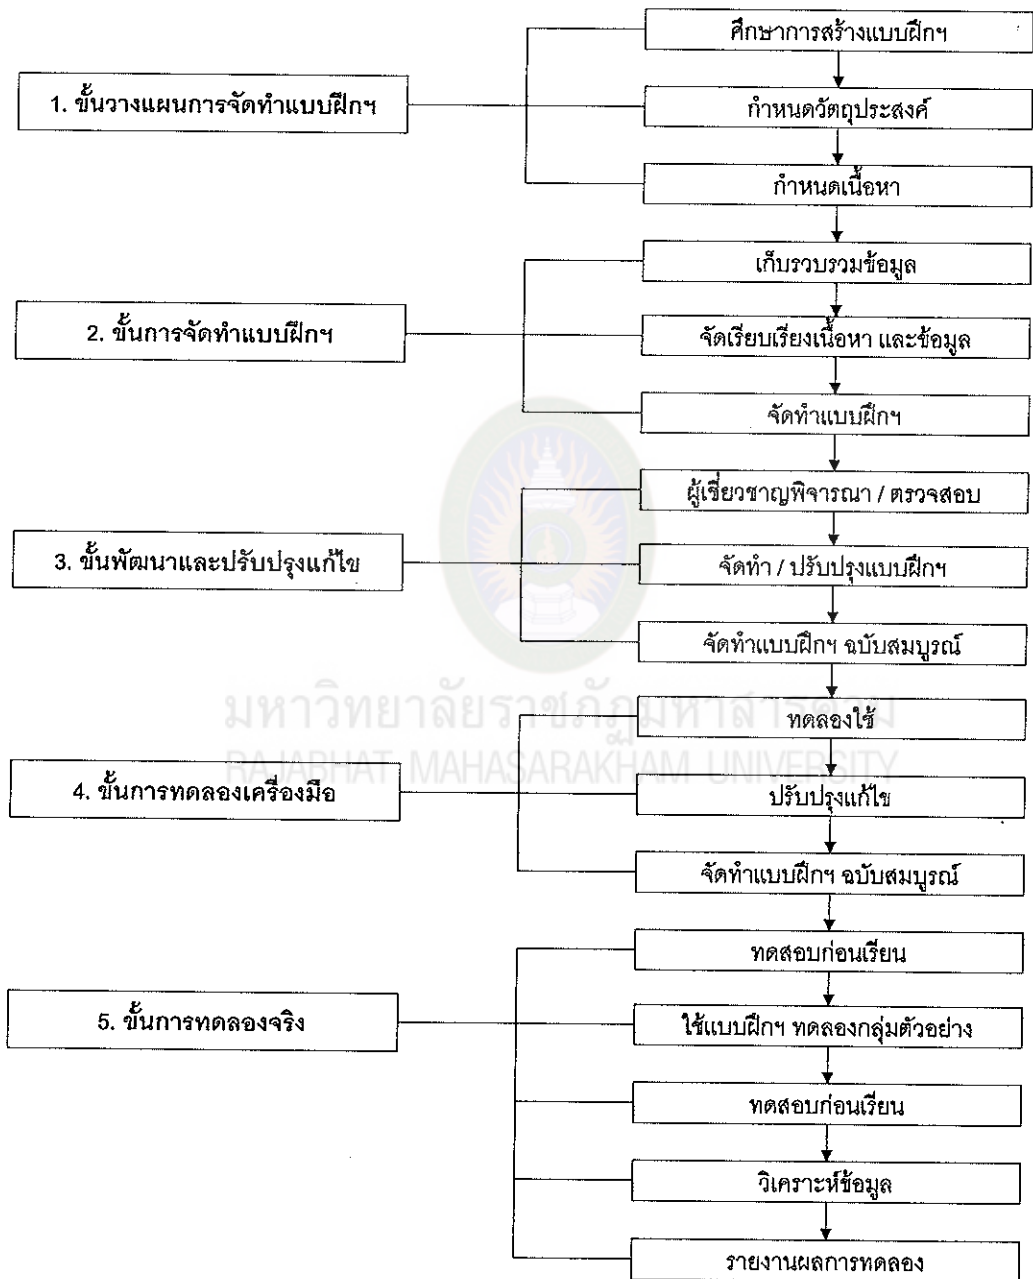 ศึกษาการสร้างแบบฝึกฯ
1. ขั้นวางแผนการจัดทำแบบฝึกฯ
กำหนดวัตถุประสงค์
กำหนดเนื้อหา
เก็บรวบรวมข้อมูล
2. ขั้นการจัดทำแบบฝึกฯ
จัดเรียบเรียงเนื้อหา และข้อมูล
จัดทำแบบฝึกฯ
ผู้เชี่ยวชาญพิจารณา / ตรวจสอบ
3. ขั้นพัฒนาและปรับปรุงแก้ไข
จัดทำ / ปรับปรุงแบบฝึกฯ
จัดทำแบบฝึกฯ ฉบับสมบูรณ์
มหาวิทยาลัยราชภัฏมหาสารคาม
ทดลองใช้
RAJABHAT MAHASARAKHAM UNIVERSITY
4. ขั้นการทดลองเครื่องมือ
ปรับปรุงแก้ไข
จัดทำแบบฝึกฯ ฉบับสมบูรณ์
ทดสอบก่อนเรียน
5. ขั้นการทดลองจริง
ใช้แบบฝึกฯ ทดลองกลุ่มตัวอย่าง
ทดสอบก่อนเรียน
วิเคราะห์ข้อมูล
รายงานผลการทดลอง